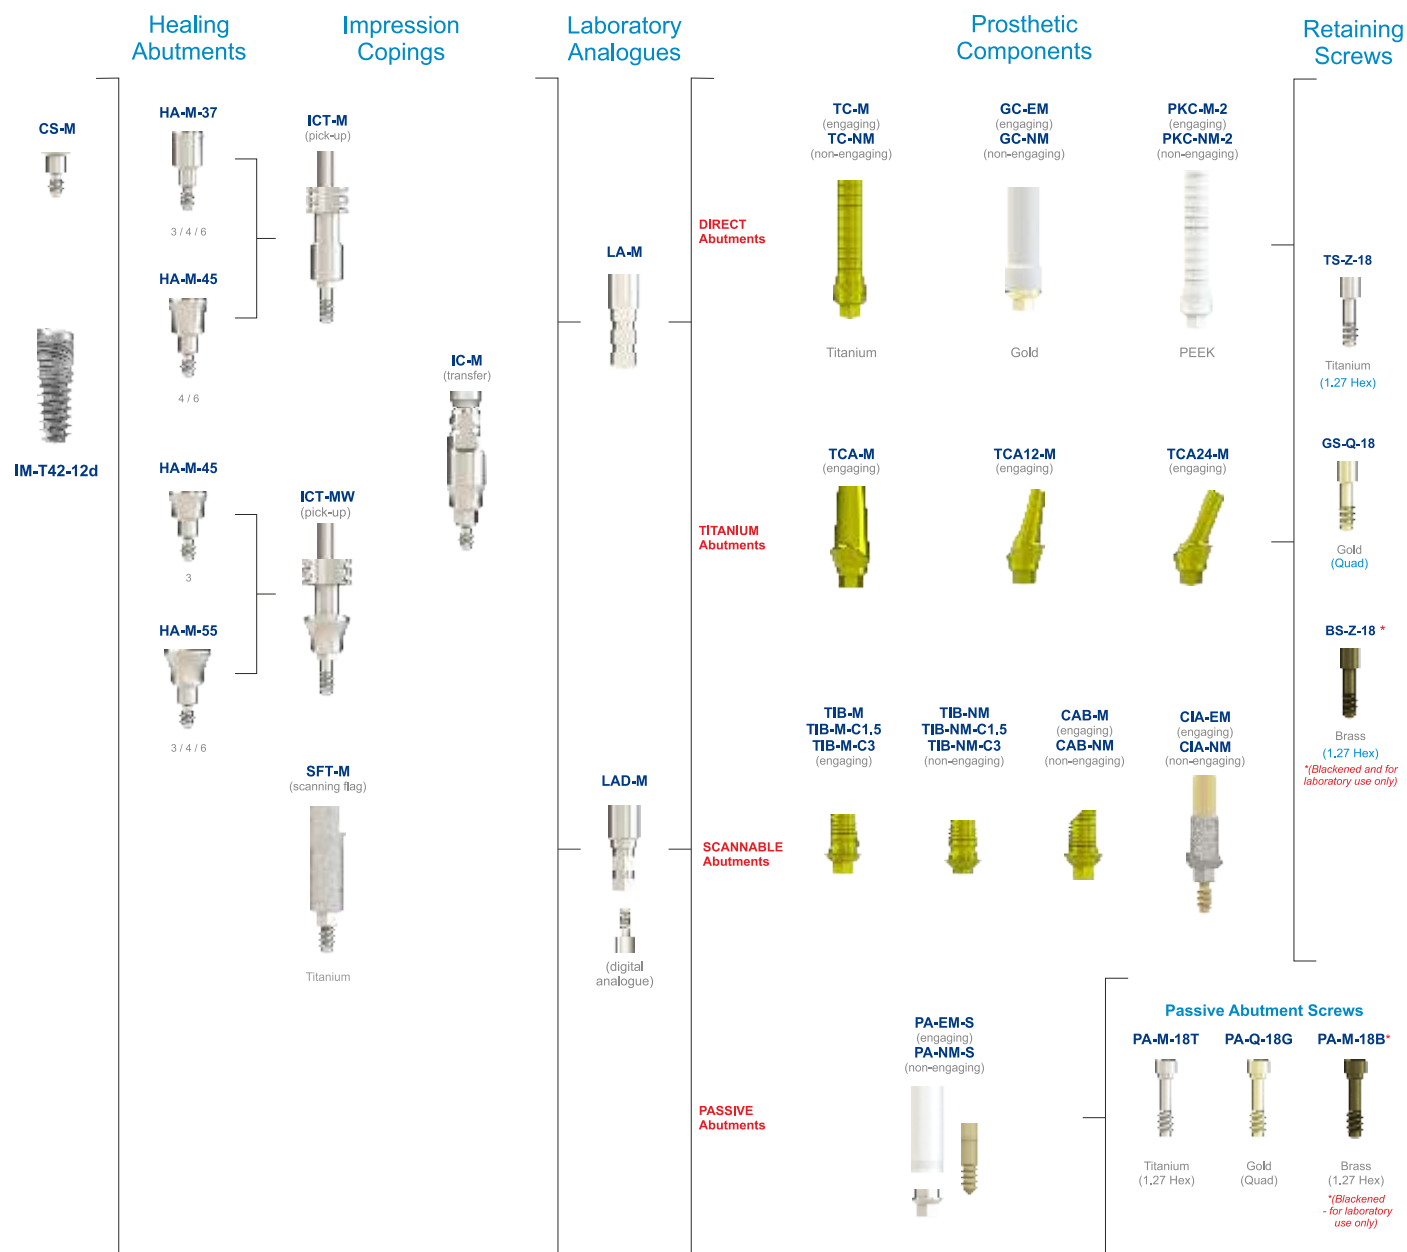 Healing
Abutments
Impression
Copings
Laboratory
Analogues
Prosthetic
Components
Retaining
Screws
CS-M
IM-T42-12d
HA-M-37
3 / 4 / 6
HA-M-45
4 / 6
HA-M-45
3
HA-M-55
3 / 4 / 6
ICT-M
(pick-up)
IC-M
(transfer)
ICT-MW
(pick-up)
SFT-M
(scanning flag)
Titanium
LA-M
LAD-M
(digital
analogue)
DIRECT
Abutments
TC-M
(engaging)
TC-NM
(non-engaging)
Titanium
GC-EM
(engaging)
GC-NM
(non-engaging)
Gold
PKC-M-2
(engaging)
PKC-NM-2
(non-engaging)
PEEK
TITANIUM
Abutments
TCA-M
(engaging)
TCA12-M
(engaging)
TCA24-M
(engaging)
SCANNABLE
Abutments
TIB-M
TIB-M-C1.5
TIB-M-C3
(engaging)
TIB-NM
TIB-NM-C1.5
TIB-NM-C3
(non-engaging)
CAB-M
(engaging)
CAB-NM
(non-engaging)
CIA-EM
(engaging)
CIA-NM
(non-engaging)
TS-Z-18
Titanium
(1.27 Hex)
GS-Q-18
Gold
(Quad)
BS-Z-18 *
Brass
(1.27 Hex)
*(Blackened and for
laboratory use only)
PASSIVE
Abutments
PA-EM-S
(engaging)
PA-NM-S
(non-engaging)
Passive Abutment Screws
PA-M-18T
Titanium
(1.27 Hex)
PA-Q-18G
Gold
(Quad)
PA-M-18B*
Brass
(1.27 Hex)
*(Blackened
- for laboratory
use only)